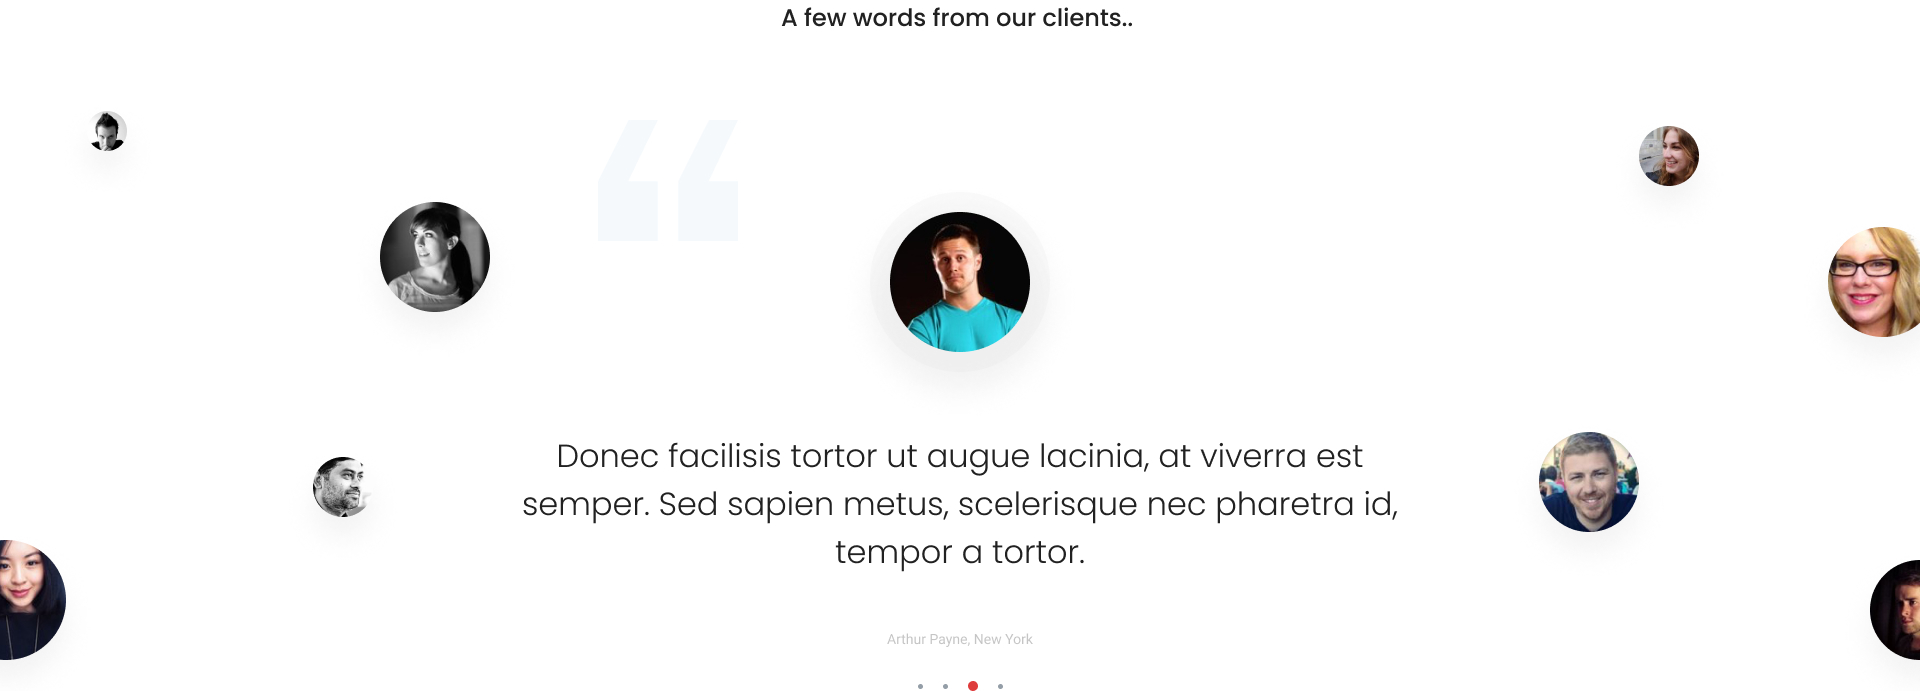 A few words from our clients..
“
Donec facilisis tortor ut augue lacinia, at viverra est
semper. Sed sapien metus, scelerisque nec pharetra id,
tempor a tortor.
Arthur Payne, New York